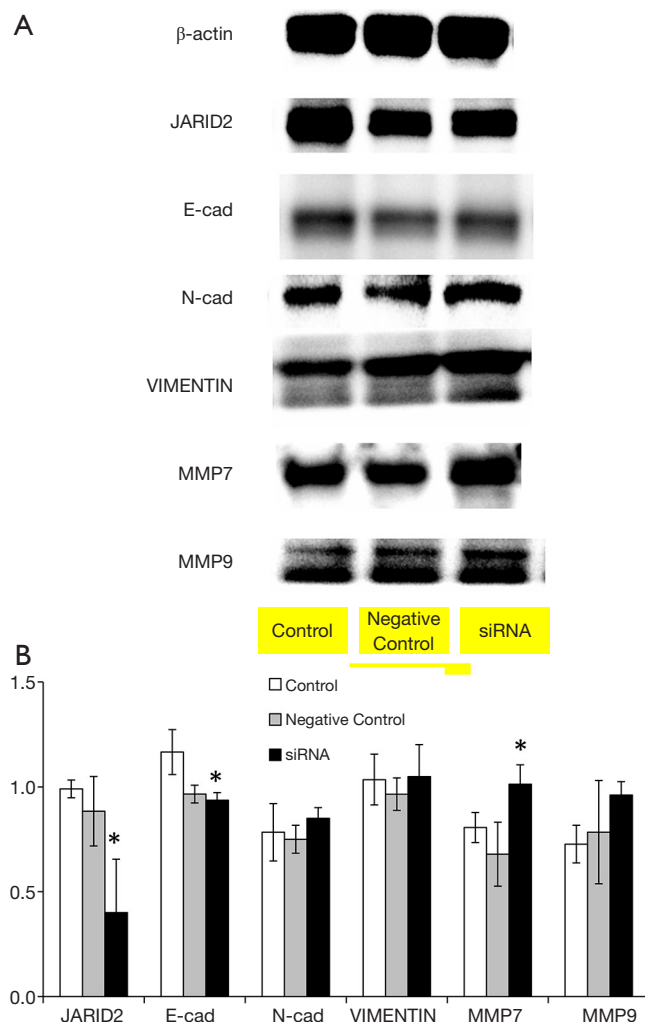 A
β-actin
JARID2
E-cad
N-cad
VIMENTIN
MMP7
MMP9
Control
Negative
Control
siRNA
B
1.5
1.0
0.5
0.0
Control
Negative Control
siRNA
*
*
*
JARID2 E-cad N-cad VIMENTIN MMP7 MMP9